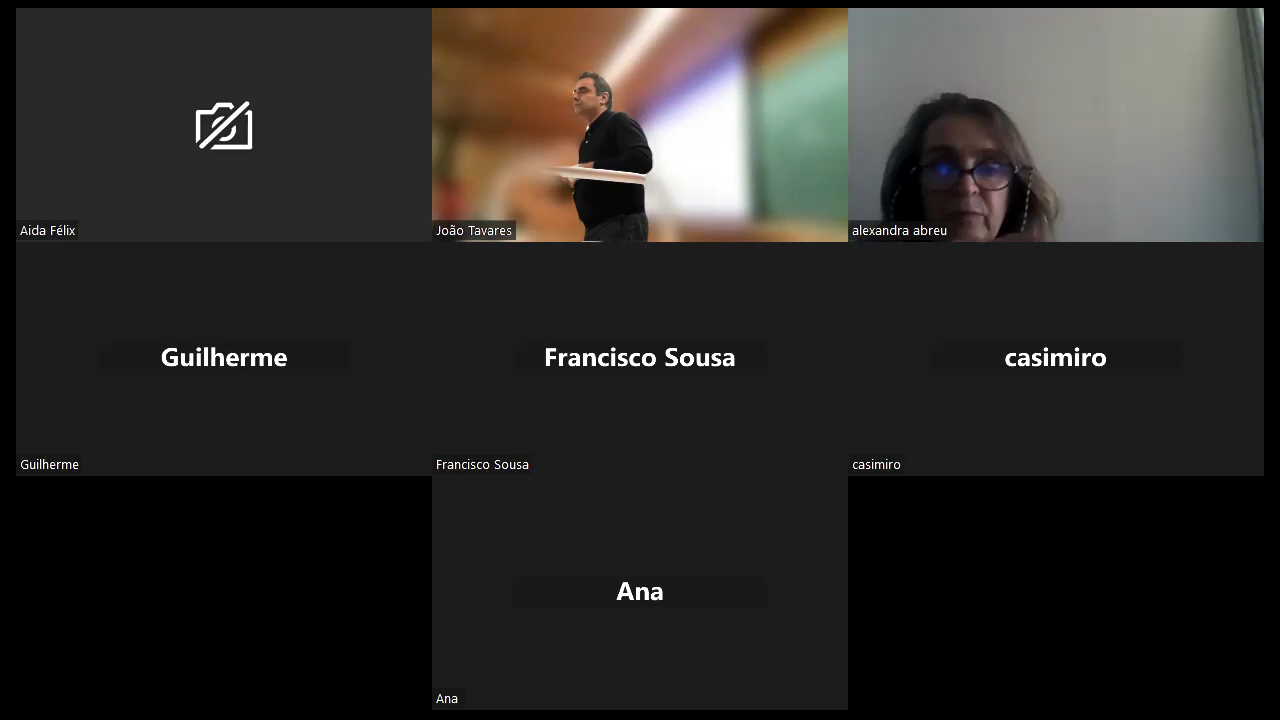 Aida Félix
João Tavares
alexandra abreu
Guilherme
Francisco Sousa
casimiro
Guilherme
Francisco Sousa
casimiro
Ana
Ana